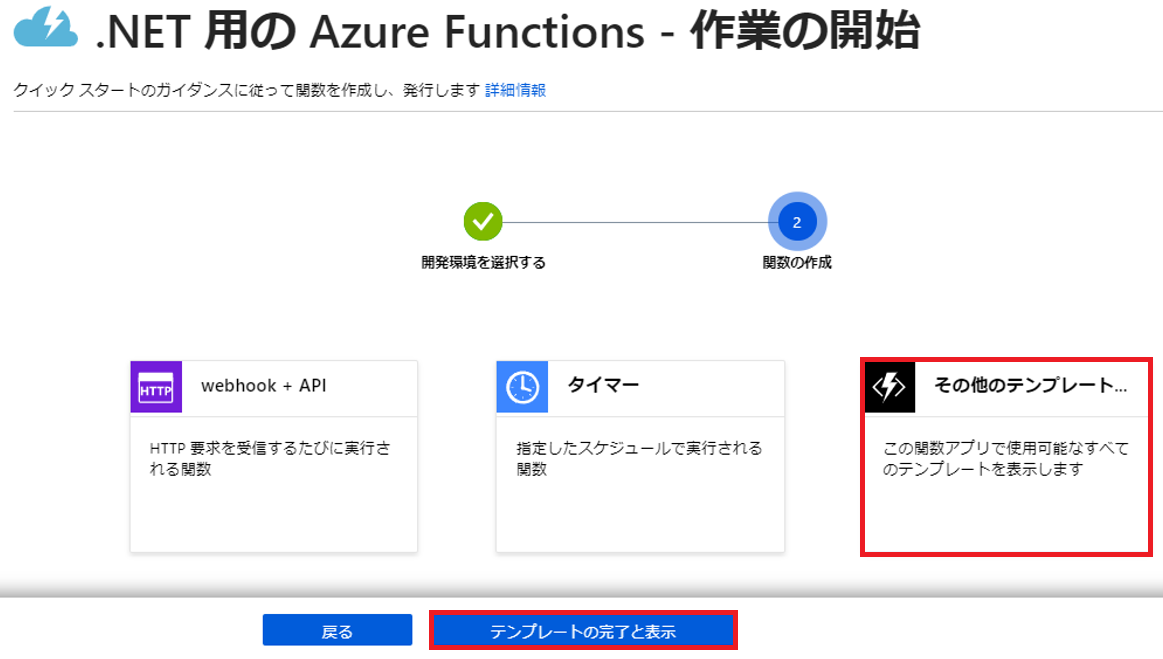 .NET 用の Azure Functions - 作業の開始
クイック スタートのガイダンスに従って関数を作成し、発行します 詳細情報
2
開発環境を選択する
関数の作成
HTTP
webhook + API
HTTP 要求を受信するたびに実行さ
れる関数
タイマー
指定したスケジュールで実行される
関数
その他のテンプレート...
この関数アプリで使用可能なすべて
のテンプレートを表示します
戻る
テンプレートの完了と表示